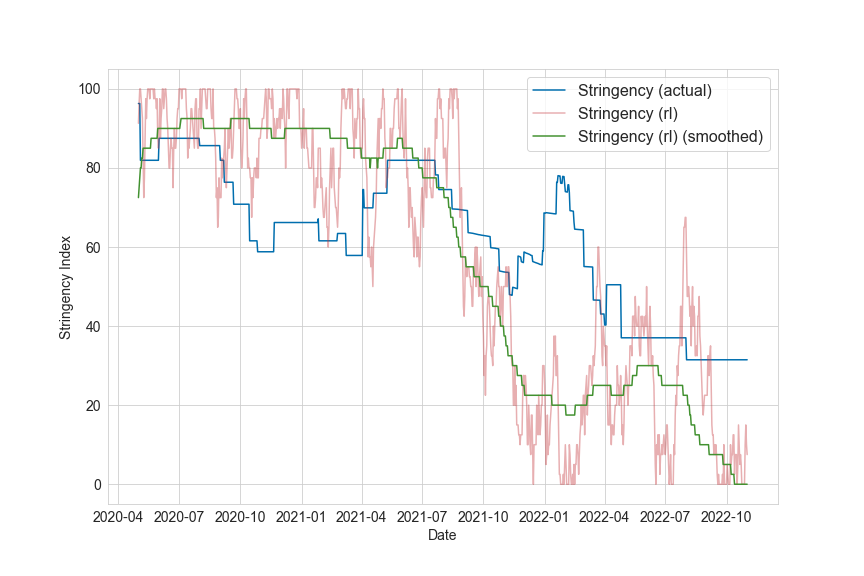 Stringency (actual)
Stringency (rl)
Stringency (rl) (smoothed)
100
80
60
40
20
0
Stringency Index
2020-04 2020-07 2020-10 2021-01 2021-04 2021-07 2021-10 2022-01 2022-04 2022-07 2022-10
Date